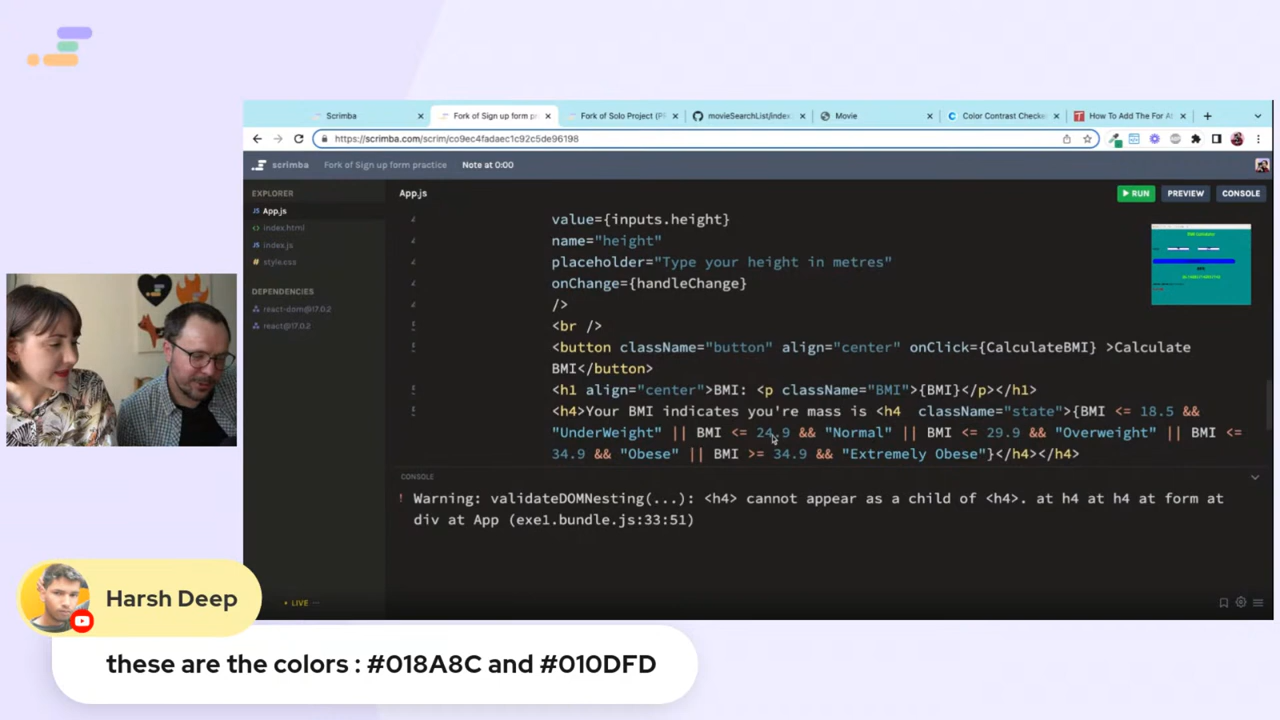 Scrimba
Fork of Sign up form p
Fork of Solo Project (P
movieSearchList/index
Movie
Color Contrast Checke
How To Add The For At
https://scrimba.com/scrim/co9ec4fadaec1c92c5de96198
scrimba
Fork of Sign up form practice
Note at 0:00
EXPLORER
App.js
index.html
index.js
style.css
DEPENDENCIES
react-dom@17.0.2
react@17.0.2
LIVE
App.js
RUN
PREVIEW
CONSOLE
value={inputs.height}
name="height"
placeholder="Type your height in metres"
onChange={handleChange}
/>
<br />
<button className="button" align="center" onClick={CalculateBMI} >Calculate
BMI</button>
<h1 align="center">BMI: <p className="BMI">{BMI}</p></h1>
<h4>Your BMI indicates you're mass is <h4  className="state">{BMI <= 18.5 &&
"UnderWeight" || BMI <= 24.9 && "Normal" || BMI <= 29.9 && "Overweight" || BMI <=
34.9 && "Obese" || BMI >= 34.9 && "Extremely Obese"}</h4></h4>
CONSOLE
! Warning: validateDOMNesting(...): <h4> cannot appear as a child of <h4>. at h4 at h4 at form at
div at App (exe1.bundle.js:33:51)
Harsh Deep
these are the colors : #018A8C and #010DFD